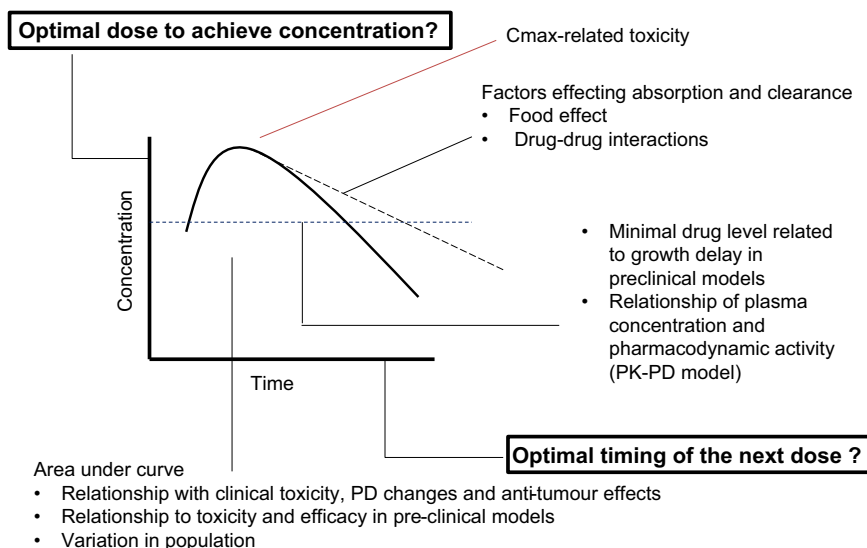 Optimal dose to achieve concentration?
Cmax-related toxicity
Factors effecting absorption and clearance
• Food effect
• Drug-drug interactions
Concentration
• Minimal drug level related
to growth delay in
preclinical models
• Relationship of plasma
concentration and
pharmacodynamic activity
(PK-PD model)
Time
Optimal timing of the next dose ?
Area under curve
• Relationship with clinical toxicity, PD changes and anti-tumour effects
• Relationship to toxicity and efficacy in pre-clinical models
• Variation in population